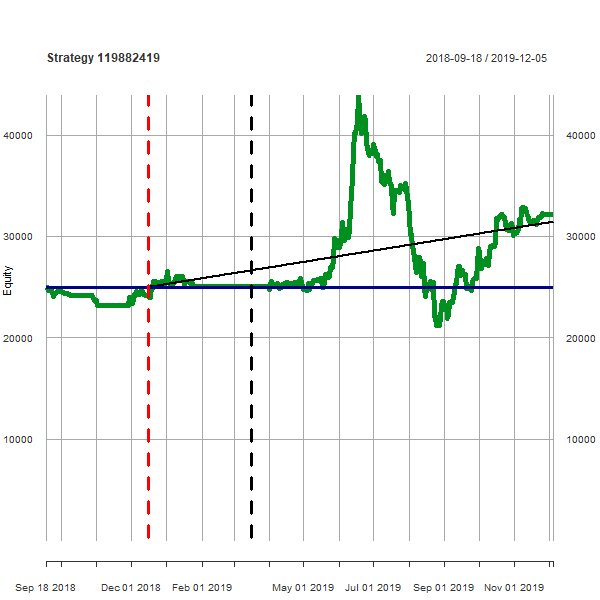 Strategy 119882419 2018-09-18 / 2019-12-05
40000 40000
30000 30000
Equity
20000 20000
10000 10000
Sep 18 2018 Dec 01 2018 Feb 01 2019 May 01 2019 Jul 01 2019 Sep 01 2019 Nov 01 2019